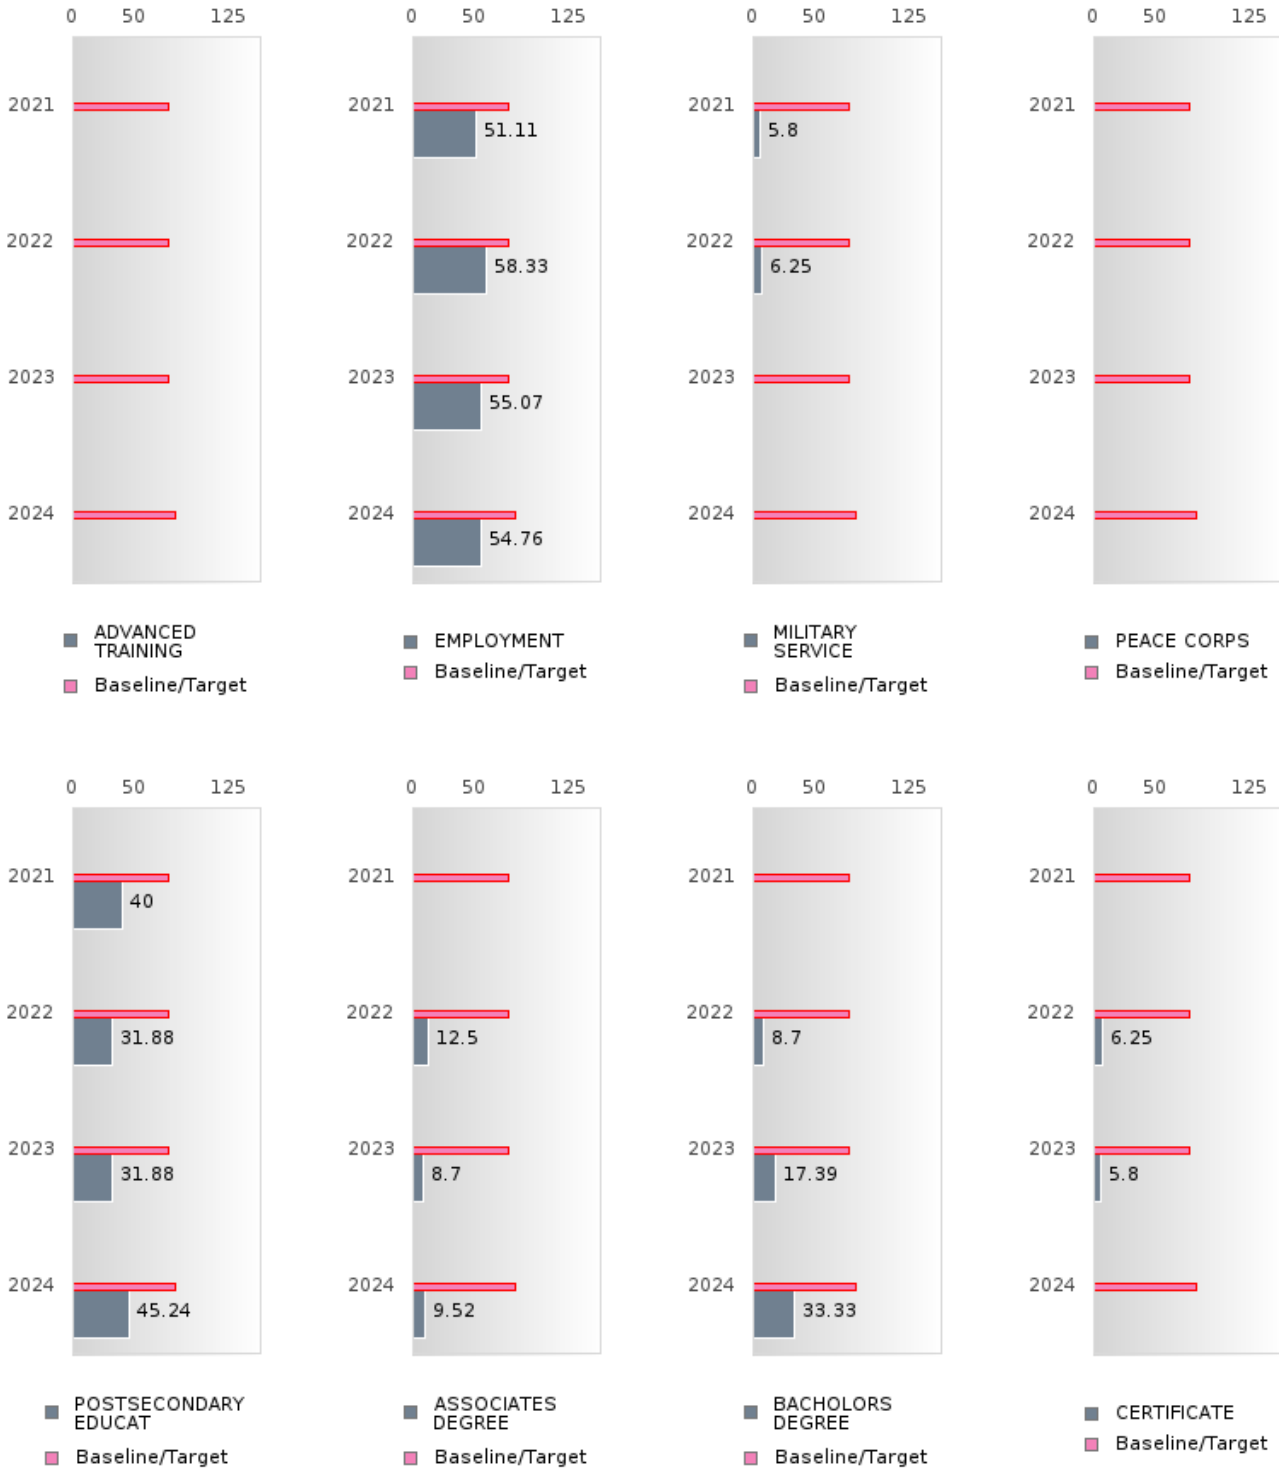 0 50 125
2021
2022
2023
2024
ADVANCED
TRAINING
Baseline/Target
0 50 125
2021
51.11
2022
58.33
2023
55.07
2024
54.76
EMPLOYMENT
Baseline/Target
0 50 125
2021
5.8
2022
6.25
2023
2024
MILITARY
SERVICE
Baseline/Target
0 50 125
2021
2022
2023
2024
PEACE CORPS
Baseline/Target
0 50 125
2021
40
2022
31.88
2023
31.88
2024
45.24
POSTSECONDARY
EDUCAT
Baseline/Target
0 50 125
2021
2022
12.5
2023
8.7
2024
9.52
ASSOCIATES
DEGREE
Baseline/Target
0 50 125
2021
2022
8.7
2023
17.39
2024
33.33
BACHOLORS
DEGREE
Baseline/Target
0 50 125
2021
2022
6.25
2023
5.8
2024
CERTIFICATE
Baseline/Target